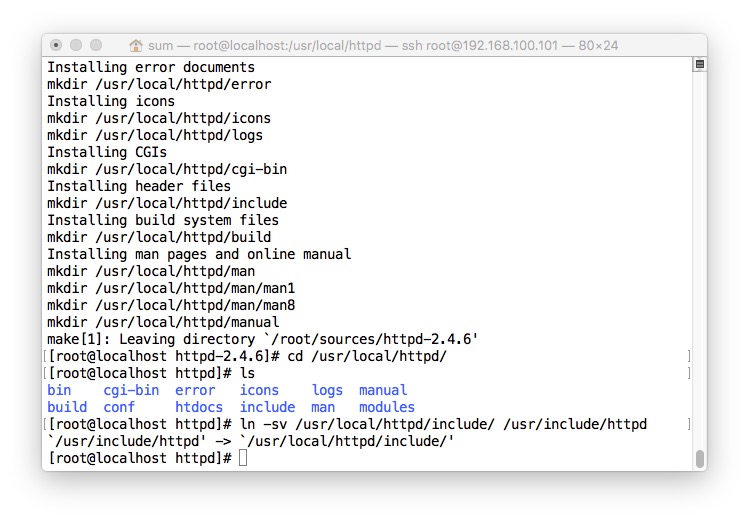 sum — root@localhost:/usr/local/httpd — ssh root@192.168.100.101 — 80×24
Installing error documents
mkdir /usr/local/httpd/error
Installing icons
mkdir /usr/local/httpd/icons
mkdir /usr/local/httpd/logs
Installing CGIs
mkdir /usr/local/httpd/cgi-bin
Installing header files
mkdir /usr/local/httpd/include
Installing build system files
mkdir /usr/local/httpd/build
Installing man pages and online manual
mkdir /usr/local/httpd/man
mkdir /usr/local/httpd/man/man1
mkdir /usr/local/httpd/man/man8
mkdir /usr/local/httpd/manual
make[1]: Leaving directory `/root/sources/httpd-2.4.6'
[root@localhost httpd-2.4.6]# cd /usr/local/httpd/
[root@localhost httpd]# ls
bin    cgi-bin  error   icons    logs  manual
build  conf     htdocs  include  man   modules
[root@localhost httpd]# ln -sv /usr/local/httpd/include/ /usr/include/httpd
`/usr/include/httpd' -> `/usr/local/httpd/include/'
[root@localhost httpd]#